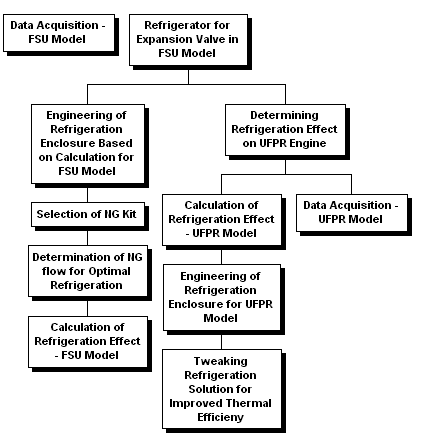 Data Acquisition -
FSU Model
Refrigerator for
Expansion Valve in
FSU Model
Engineering of
Refrigeration
Enclosure Based
on Calculation for
FSU Model
Determining
Refrigeration Effect
on UFPR Engine
Selection of NG Kit
Calculation of
Refrigeration Effect
- UFPR Model
Data Acquisition -
UFPR Model
Determination of NG
flow for Optimal
Refrigeration
Engineering of
Refrigeration
Enclosure for UFPR
Model
Calculation of
Refrigeration Effect
- FSU Model
Tweaking
Refrigeration
Solution for
Improved Thermal
Efficieny